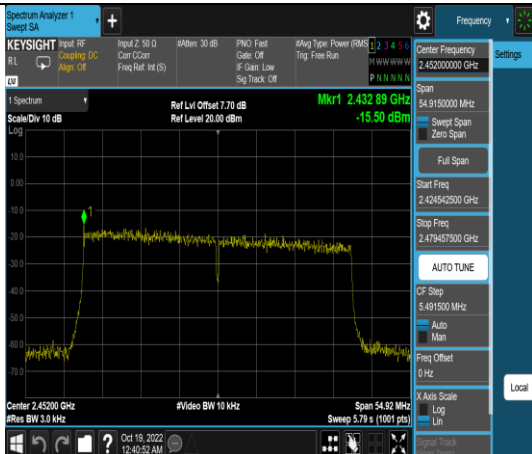 Spectrum Analyzer 1
Swept SA
Frequency
KEYSIGHT
Input: RF
Coupling: DC
Align: Off
Input Z: 50 Ω
Corr CCorr
Freq Ref: Int (S)
#Atten: 30 dB
PNO: Fast
Gate: Off
IF Gain: Low
Sig Track: Off
#Avg Type: Power (RMS
Trig: Free Run
1 2 3 4 5 6
M W W W W W
P N N N N N
R L
LXI
1 Spectrum
Scale/Div 10 dB
Log
Ref Lvl Offset 7.70 dB
Ref Level 20.00 dBm
Mkr1 2.432 89 GHz
-15.50 dBm
10.0
0.00
-10.0
-20.0
-30.0
-40.0
-50.0
-60.0
-70.0
1
Center 2.45200 GHz
#Res BW 3.0 kHz
#Video BW 10 kHz
Span 54.92 MHz
Sweep 5.79 s (1001 pts)
Oct 19, 2022
12:40:52 AM
?
Center Frequency
2.452000000 GHz
Span
54.9150000 MHz
Swept Span
Zero Span
Full Span
Start Freq
2.424542500 GHz
Stop Freq
2.479457500 GHz
AUTO TUNE
CF Step
5.491500 MHz
Auto
Man
Freq Offset
0 Hz
X Axis Scale
Log
Lin
Signal Track
Settings
Local